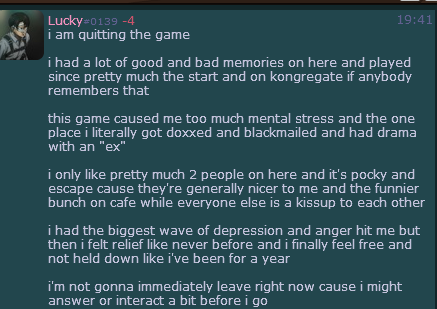 Lucky#0139 -4 19:41
i am quitting the game
i had a lot of good and bad memories on here and played
since pretty much the start and on kongregate if anybody
remembers that
this game caused me too much mental stress and the one
place i literally got doxxed and blackmailed and had drama
with an "ex"
i only like pretty much 2 people on here and it's pocky and
escape cause they're generally nicer to me and the funnier
bunch on cafe while everyone else is a kissup to each other
i had the biggest wave of depression and anger hit me but
then i felt relief like never before and i finally feel free and
not held down like i've been for a year
i'm not gonna immediately leave right now cause i might
answer or interact a bit before i go